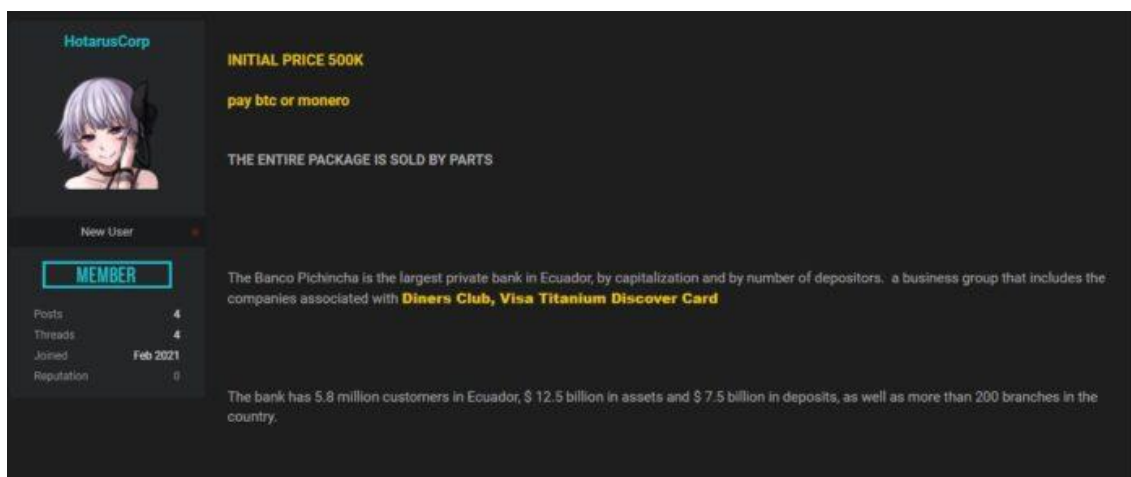 HotarusCorp
New User
MEMBER
Posts 4
Threads 4
Joined Feb 2021
Reputation 0
INITIAL PRICE 500K
pay btc or monero
THE ENTIRE PACKAGE IS SOLD BY PARTS
The Banco Pichincha is the largest private bank in Ecuador, by capitalization and by number of depositors. a business group that includes the
companies associated with Diners Club, Visa Titanium Discover Card
The bank has 5.8 million customers in Ecuador, $ 12.5 billion in assets and $ 7.5 billion in deposits, as well as more than 200 branches in the
country.